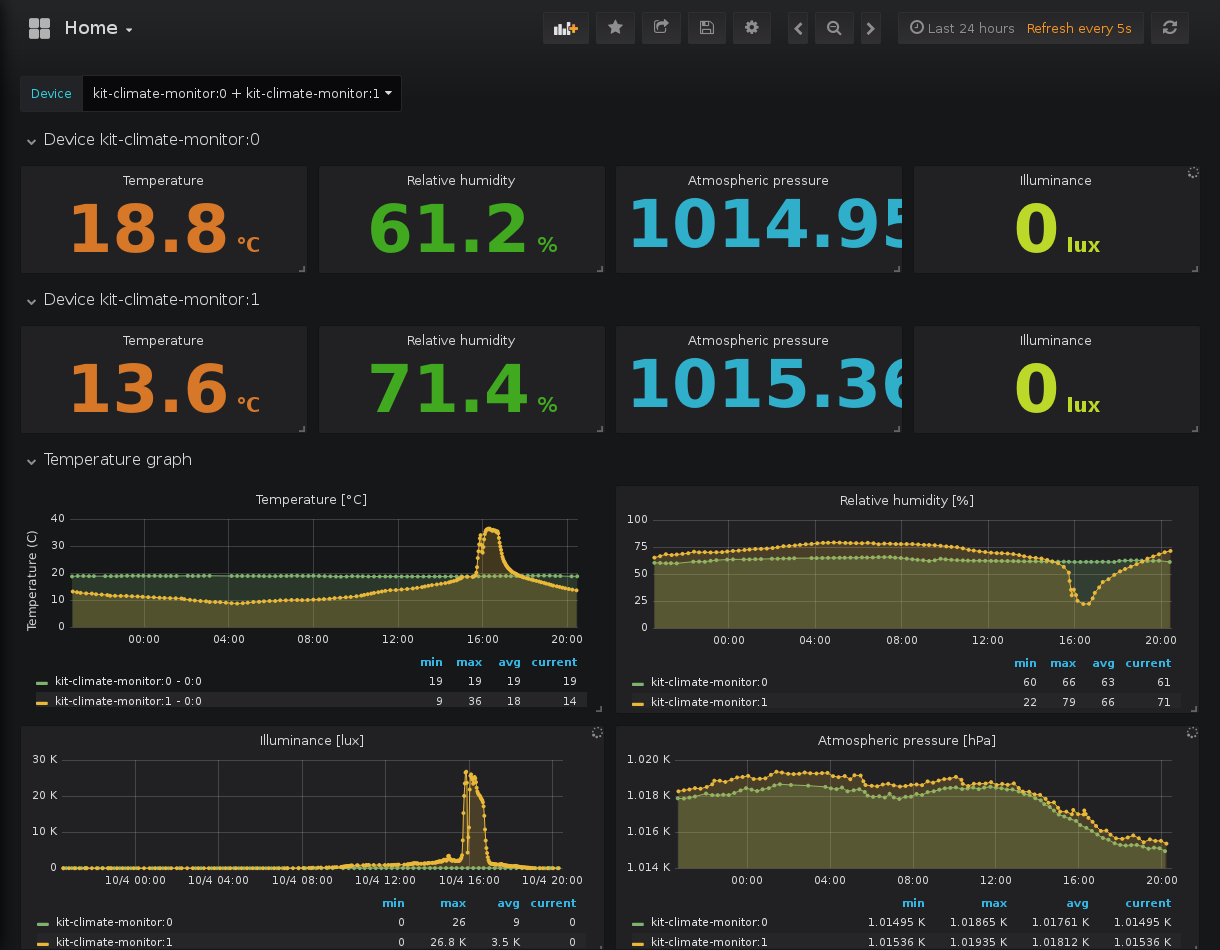 Home
Last 24 hours Refresh every 5s
Device kit-climate-monitor:0 + kit-climate-monitor:1
Device kit-climate-monitor:0
Temperature Relative humidity Atmospheric pressure Illuminance
18.8 °C 61.2 % 1014.95 0 lux
Device kit-climate-monitor:1
Temperature Relative humidity Atmospheric pressure Illuminance
13.6 °C 71.4 % 1015.36 0 lux
Temperature graph
Temperature [°C]
Temperature (C)
40
30
20
10
0
00:00 04:00 08:00 12:00 16:00 20:00
min max avg current
kit-climate-monitor:0 - 0:0 19 19 19 19
kit-climate-monitor:1 - 0:0 9 36 18 14
Relative humidity [%]
100
75
50
25
0
00:00 04:00 08:00 12:00 16:00 20:00
min max avg current
kit-climate-monitor:0 60 66 63 61
kit-climate-monitor:1 22 79 66 71
Illuminance [lux]
30 K
20 K
10 K
0
10/4 00:00 10/4 04:00 10/4 08:00 10/4 12:00 10/4 16:00 10/4 20:00
min max avg current
kit-climate-monitor:0 0 26 9 0
kit-climate-monitor:1 0 26.8 K 3.5 K 0
Atmospheric pressure [hPa]
1.020 K
1.018 K
1.016 K
1.014 K
00:00 04:00 08:00 12:00 16:00 20:00
min max avg current
kit-climate-monitor:0 1.01495 K 1.01865 K 1.01761 K 1.01495 K
kit-climate-monitor:1 1.01536 K 1.01935 K 1.01812 K 1.01536 K